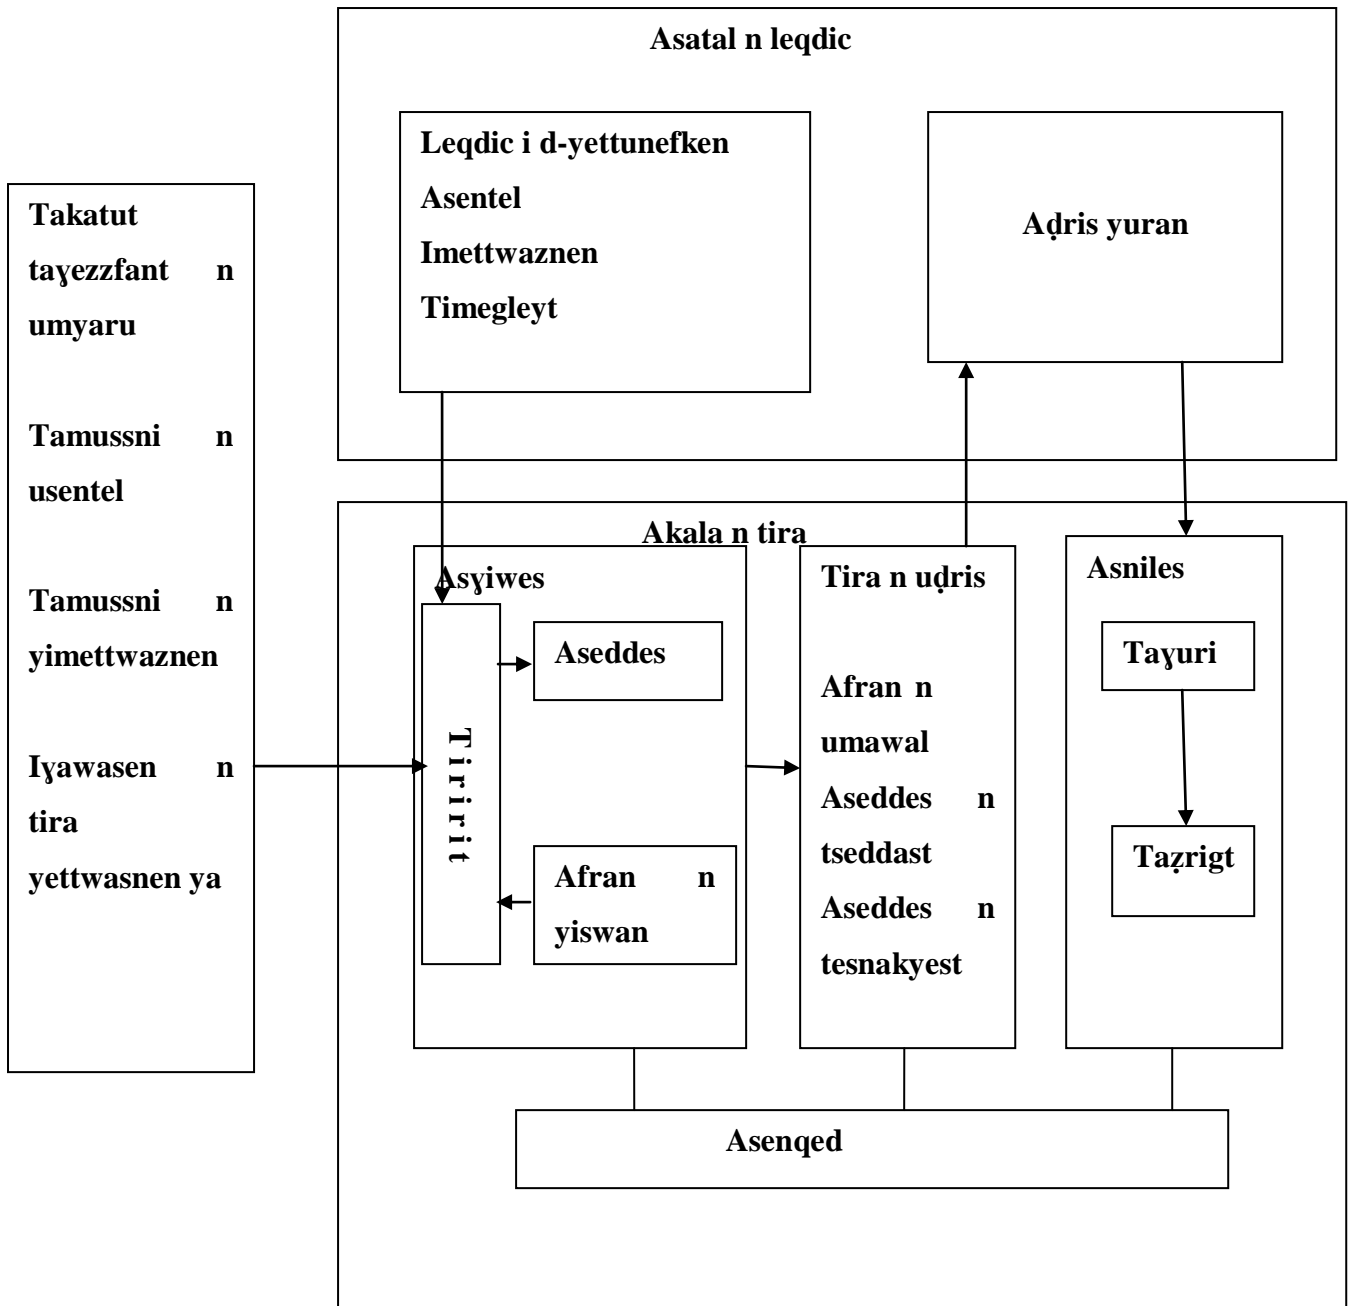 Asatal n leqdic
Leqdic i d-yettunefken
Asentel
Imettwaznen
Timegleyt
Aḍris yuran
Takatut
taɣezzfant n
umyaru
Tamussni n
usentel
Tamussni n
yimettwaznen
Iɣawasen n
tira
yettwasnen ya
Akala n tira
Asɣiwes
Tiririt
Aseddes
Afran n
yiswan
Tira n uḍris
Afran n
umawal
Aseddes n
tseddast
Aseddes n
tesnakyest
Asniles
Taɣuri
Taẓrigt
Asenqed